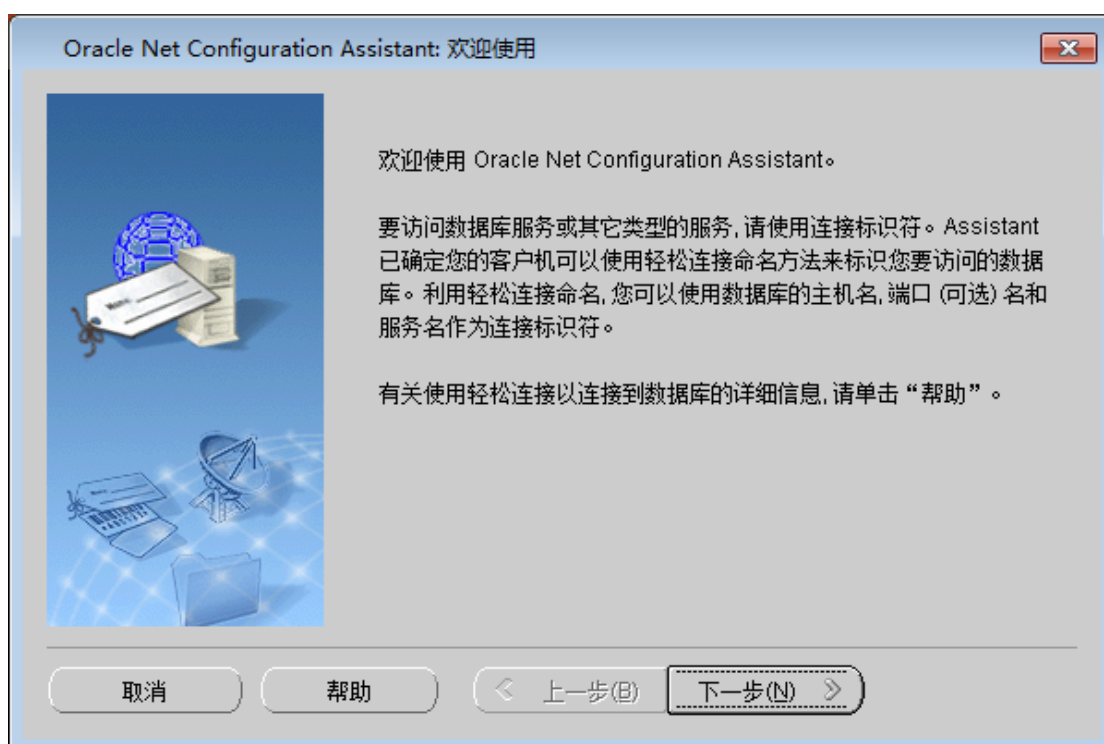 Oracle Net Configuration Assistant: 欢迎使用
欢迎使用 Oracle Net Configuration Assistant。
要访问数据库服务或其它类型的服务, 请使用连接标识符。Assistant
已确定您的客户机可以使用轻松连接命名方法来标识您要访问的数据
库。利用轻松连接命名, 您可以使用数据库的主机名, 端口 (可选) 名和
服务名作为连接标识符。
有关使用轻松连接以连接到数据库的详细信息, 请单击“帮助”。
取消
帮助
上一步(B)
下一步(N)